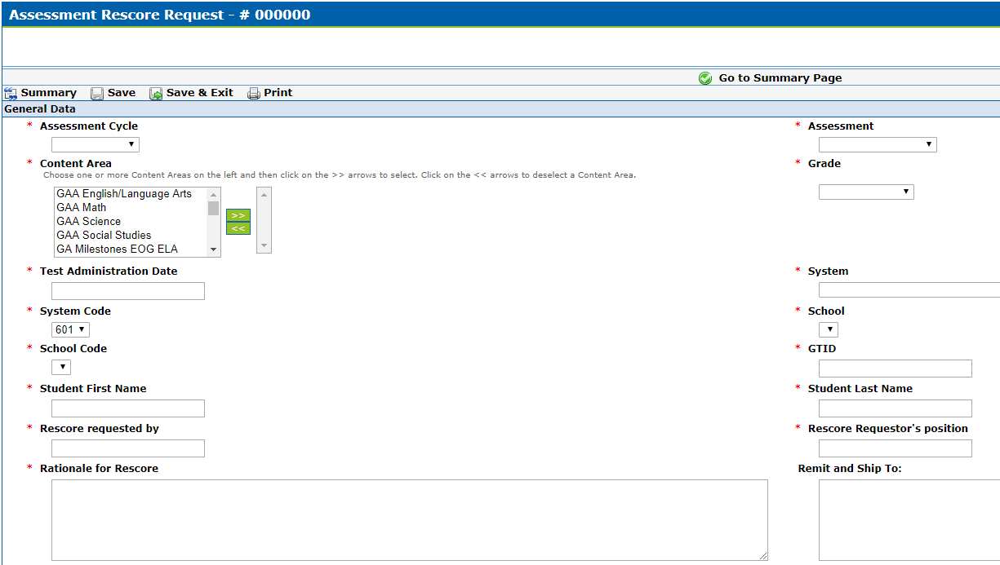 Assessment Rescore Request - # 000000
Go to Summary Page
Summary Save Save & Exit Print
General Data
* Assessment Cycle
* Assessment
* Content Area
Choose one or more Content Areas on the left and then click on the >> arrows to select. Click on the << arrows to deselect a Content Area.
* Grade
GAA English/Language Arts
GAA Math
GAA Science
GAA Social Studies
GA Milestones EOG ELA
>>
<<
* Test Administration Date
* System
* System Code
601
* School
* School Code
* GTID
* Student First Name
* Student Last Name
* Rescore requested by
* Rescore Requestor's position
* Rationale for Rescore
Remit and Ship To: